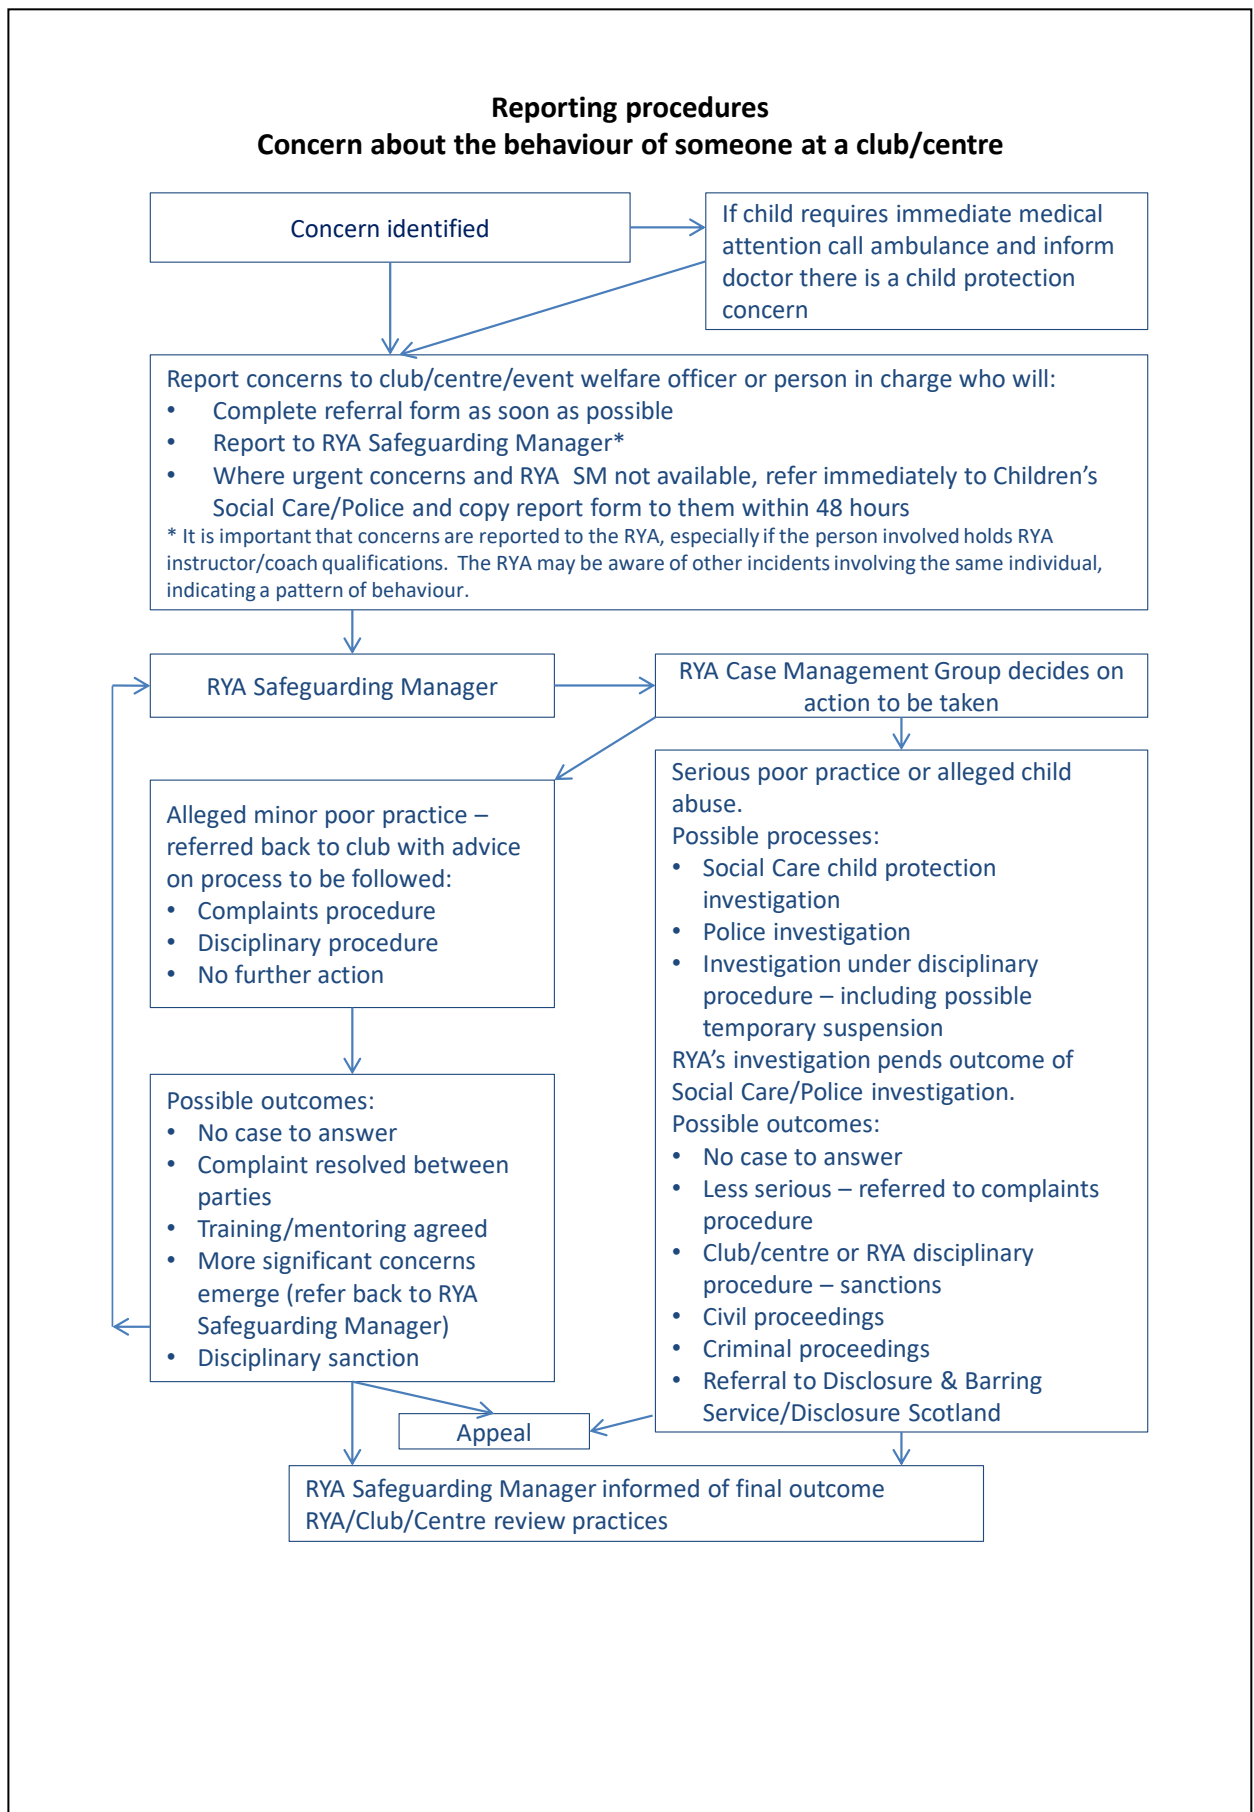 Reporting procedures
Concern about the behaviour of someone at a club/centre
Concern identified
If child requires immediate medical
attention call ambulance and inform
doctor there is a child protection
concern
Report concerns to club/centre/event welfare officer or person in charge who will:
• Complete referral form as soon as possible
• Report to RYA Safeguarding Manager*
• Where urgent concerns and RYA SM not available, refer immediately to Children’s
Social Care/Police and copy report form to them within 48 hours
* It is important that concerns are reported to the RYA, especially if the person involved holds RYA
instructor/coach qualifications. The RYA may be aware of other incidents involving the same individual,
indicating a pattern of behaviour.
RYA Safeguarding Manager
RYA Case Management Group decides on
action to be taken
Alleged minor poor practice –
referred back to club with advice
on process to be followed:
• Complaints procedure
• Disciplinary procedure
• No further action
Possible outcomes:
• No case to answer
• Complaint resolved between
parties
• Training/mentoring agreed
• More significant concerns
emerge (refer back to RYA
Safeguarding Manager)
• Disciplinary sanction
Serious poor practice or alleged child
abuse.
Possible processes:
• Social Care child protection
investigation
• Police investigation
• Investigation under disciplinary
procedure – including possible
temporary suspension
RYA’s investigation pends outcome of
Social Care/Police investigation.
Possible outcomes:
• No case to answer
• Less serious – referred to complaints
procedure
• Club/centre or RYA disciplinary
procedure – sanctions
• Civil proceedings
• Criminal proceedings
• Referral to Disclosure & Barring
Service/Disclosure Scotland
Appeal
RYA Safeguarding Manager informed of final outcome
RYA/Club/Centre review practices